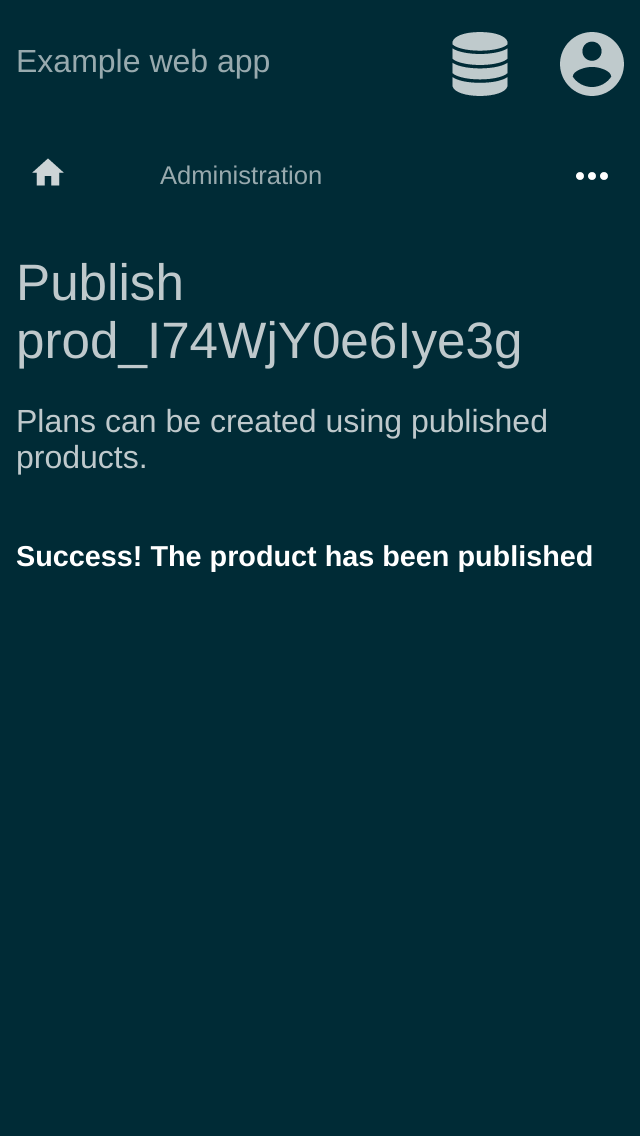 Example web app
Administration
Publish
prod_I74WjY0e6Iye3g
Plans can be created using published
products.
Success! The product has been published